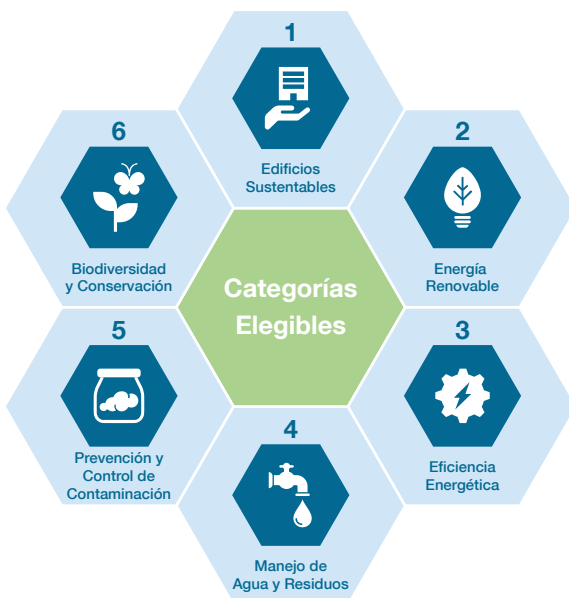 1
Edificios
Sustentables
2
Energía
Renovable
3
Eficiencia
Energética
4
Manejo de
Agua y Residuos
5
Prevención y
Control de
Contaminación
6
Biodiversidad
y Conservación
Categorías
Elegibles